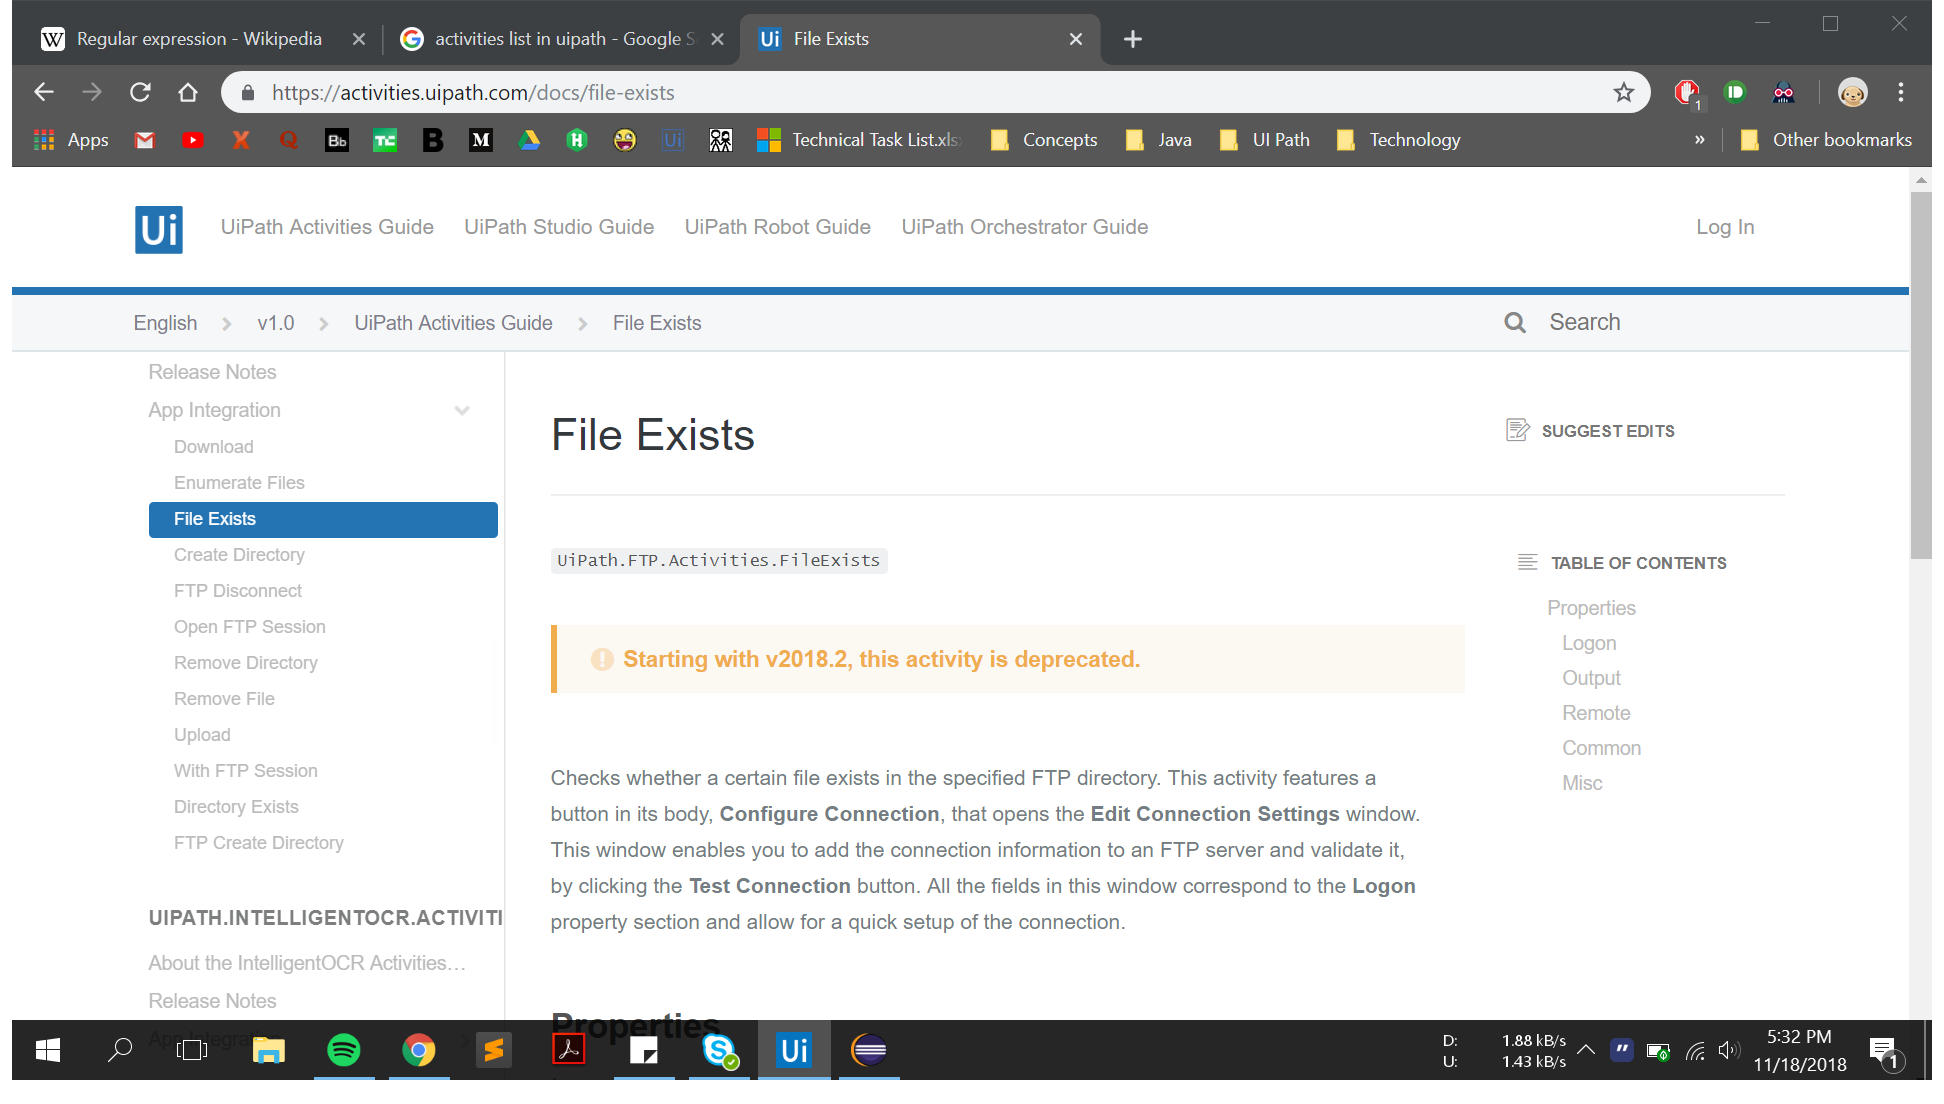 Regular expression - Wikipedia
activities list in uipath - Google S
Ui File Exists
https://activities.uipath.com/docs/file-exists
1
Apps
Bb
TC
B
M
Ui
Technical Task List.xls
Concepts
Java
UI Path
Technology
»
Other bookmarks
Ui
UiPath Activities Guide
UiPath Studio Guide
UiPath Robot Guide
UiPath Orchestrator Guide
Log In
English
v1.0
UiPath Activities Guide
File Exists
Search
Release Notes
App Integration
Download
Enumerate Files
File Exists
Create Directory
FTP Disconnect
Open FTP Session
Remove Directory
Remove File
Upload
With FTP Session
Directory Exists
FTP Create Directory
UIPATH.INTELLIGENTOCR.ACTIVITI
About the IntelligentOCR Activities…
Release Notes
File Exists
SUGGEST EDITS
UiPath.FTP.Activities.FileExists
Starting with v2018.2, this activity is deprecated.
Checks whether a certain file exists in the specified FTP directory. This activity features a
button in its body, Configure Connection, that opens the Edit Connection Settings window.
This window enables you to add the connection information to an FTP server and validate it,
by clicking the Test Connection button. All the fields in this window correspond to the Logon
property section and allow for a quick setup of the connection.
Properties
TABLE OF CONTENTS
Properties
Logon
Output
Remote
Common
Misc
Ui
D: 1.88 kB/s
U: 1.43 kB/s
5:32 PM
11/18/2018
1